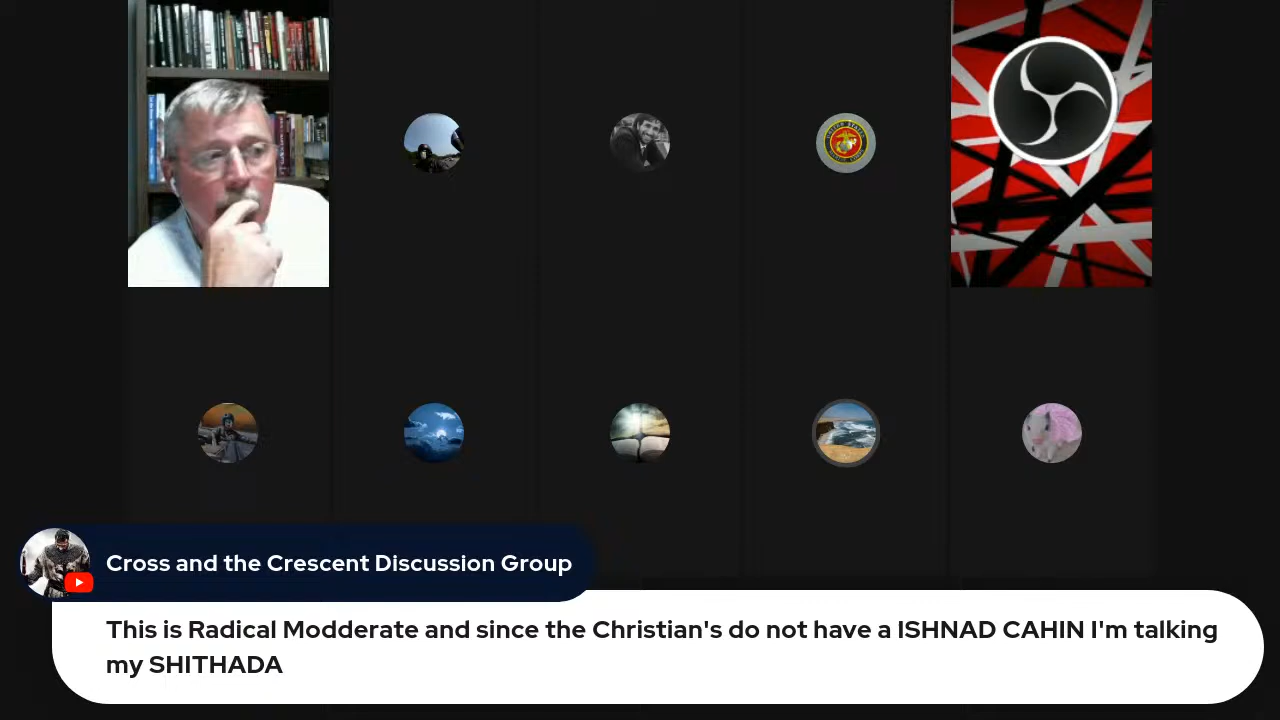 Cross and the Crescent Discussion Group
This is Radical Modderate and since the Christian's do not have a ISHNAD CAHIN I'm talking
my SHITHADA